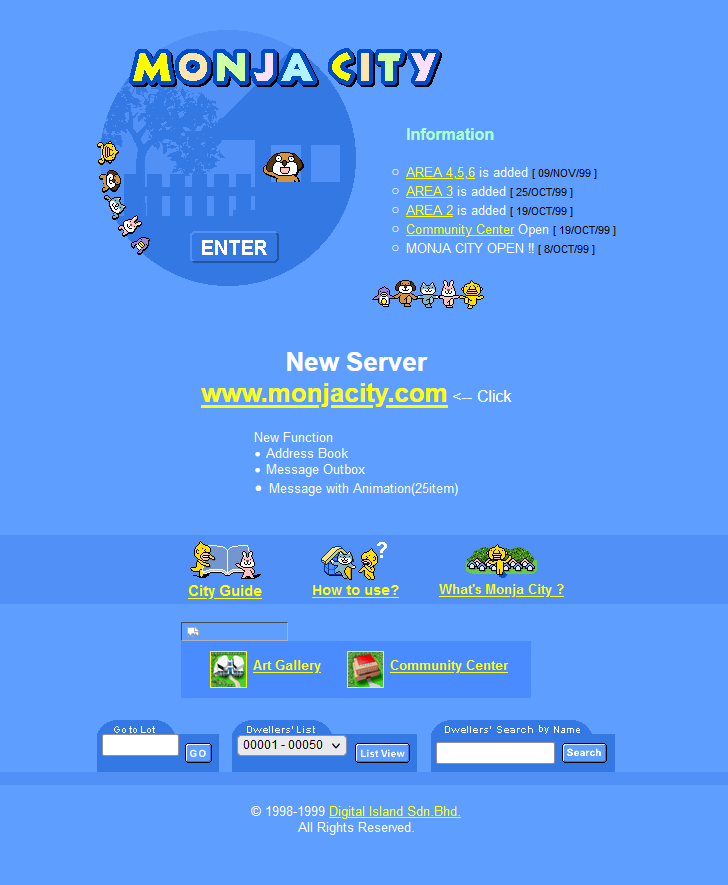 MONJA CITY
Information
AREA 4,5,6 is added [ 09/NOV/99 ]
AREA 3 is added [ 25/OCT/99 ]
AREA 2 is added [ 19/OCT/99 ]
Community Center Open [ 19/OCT/99 ]
MONJA CITY OPEN !! [ 8/OCT/99 ]
ENTER
New Server
www.monjacity.com <-- Click
New Function
Address Book
Message Outbox
Message with Animation(25item)
?
City Guide
How to use?
What's Monja City ?
Art Gallery
Community Center
Go to Lot
Dwellers' List
Dwellers' Search by Name
GO
00001 - 00050
List View
Search
© 1998-1999 Digital Island Sdn.Bhd.
All Rights Reserved.